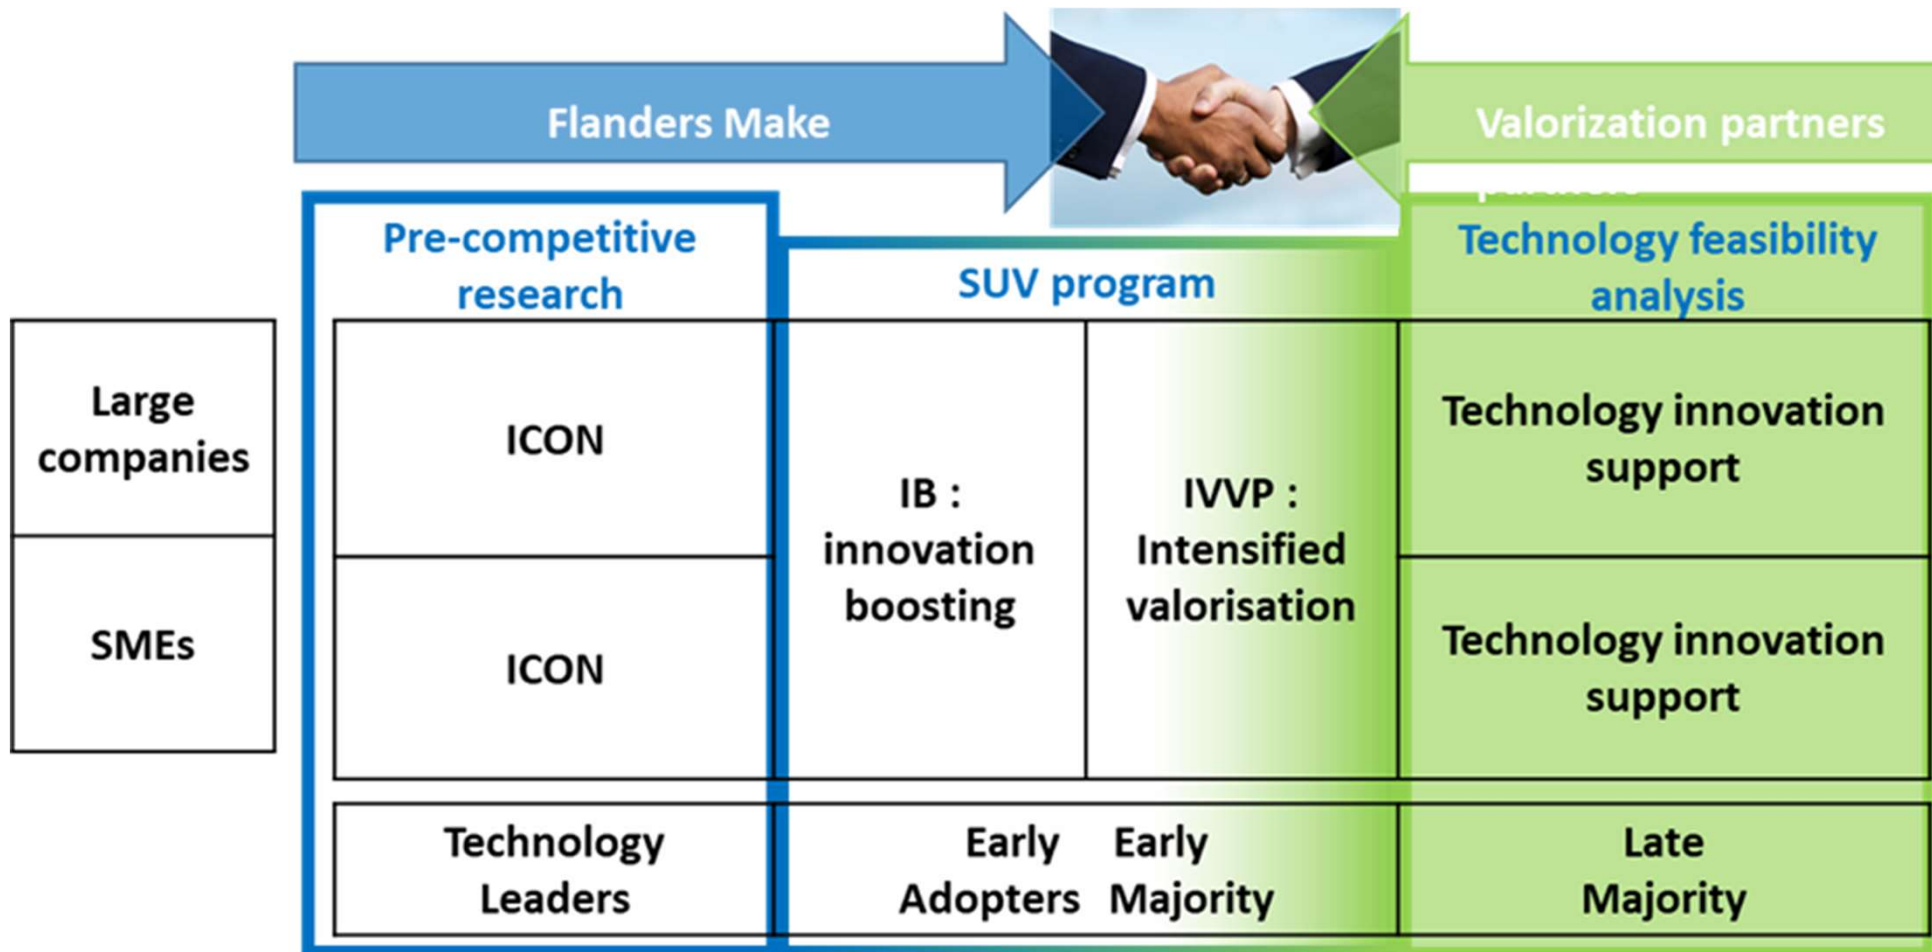 Flanders Make
Valorization partners
Pre-competitive
research
SUV program
Technology feasibility
analysis
Large
companies
SMEs
ICON
ICON
IB :
innovation
boosting
IVVP :
Intensified
valorisation
Technology innovation
support
Technology innovation
support
Technology
Leaders
Early
Adopters
Early
Majority
Late
Majority